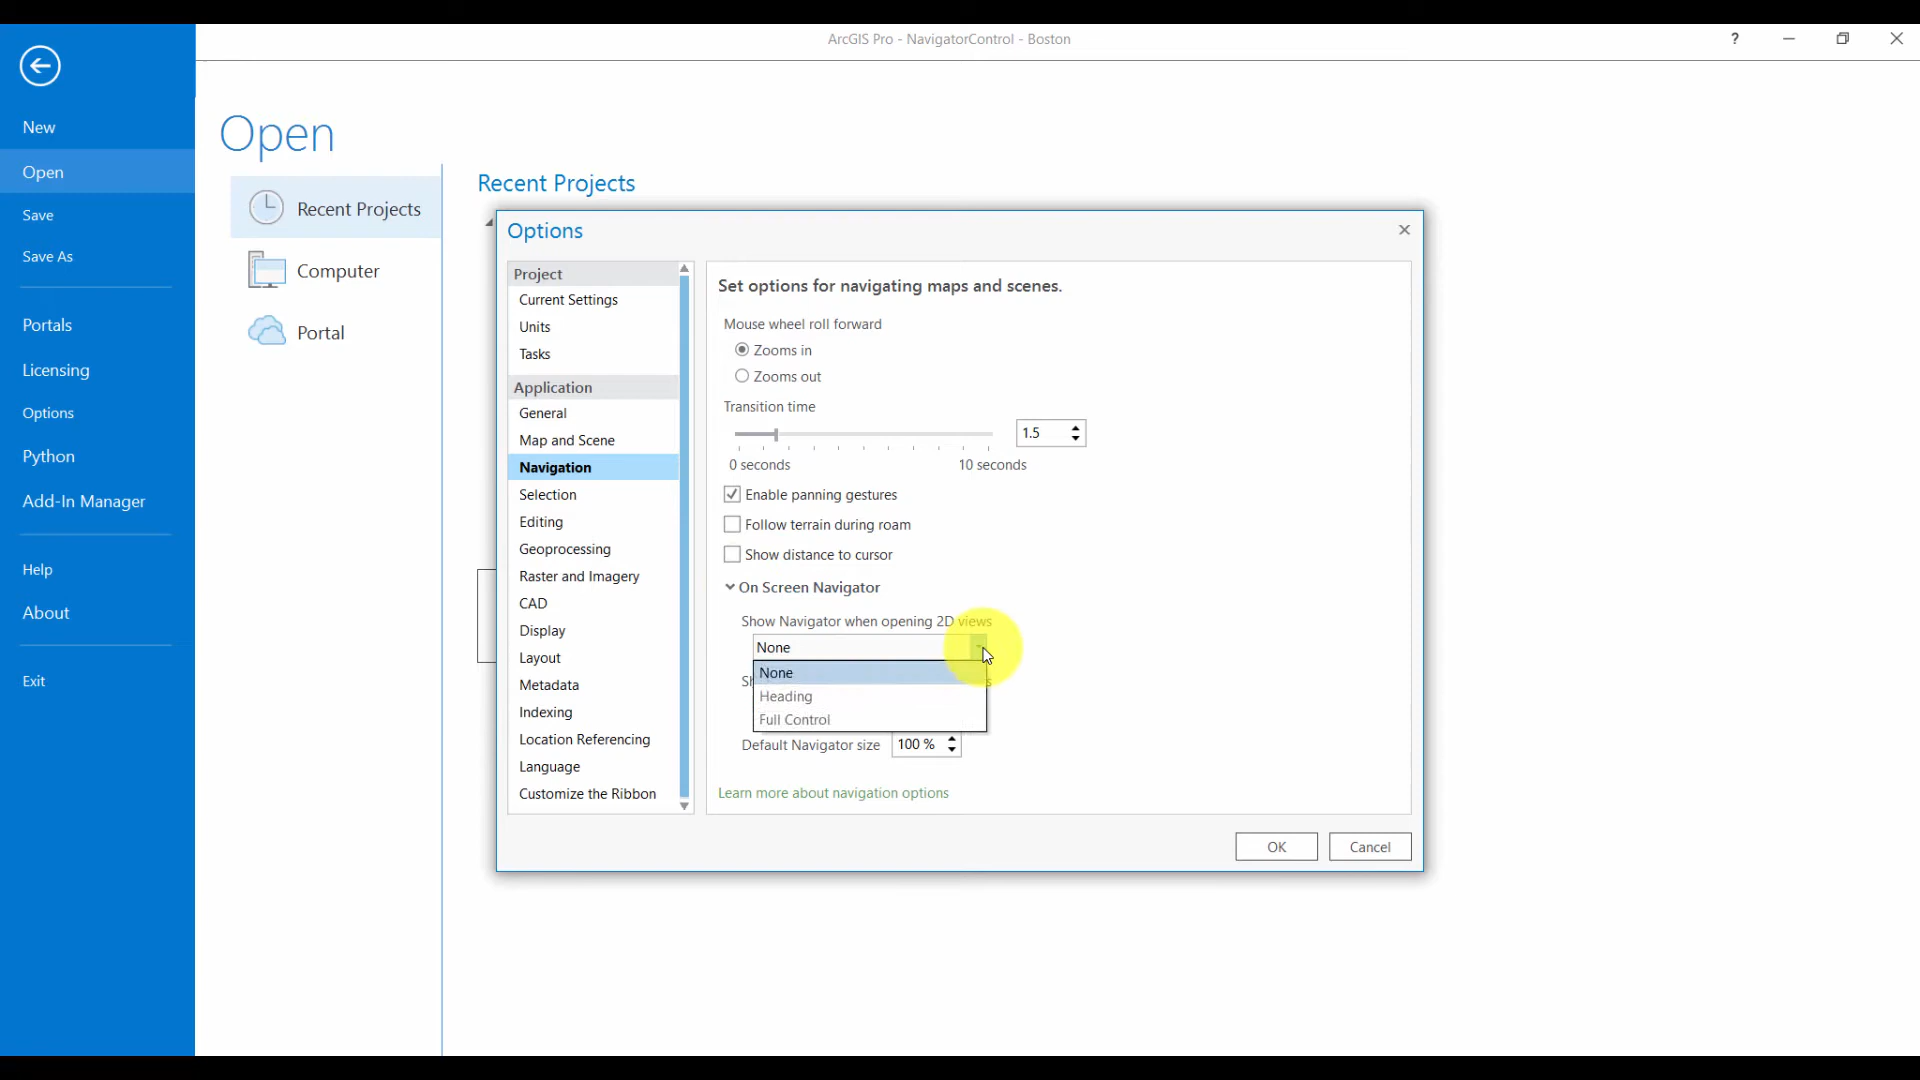 ArcGIS Pro - NavigatorControl - Boston
?
New
Open
Save
Save As
Portals
Licensing
Options
Python
Add-In Manager
Help
About
Exit
Open
Recent Projects
Computer
Portal
Recent Projects
Options
Project
Current Settings
Units
Tasks
Application
General
Map and Scene
Navigation
Selection
Editing
Geoprocessing
Raster and Imagery
CAD
Display
Layout
Metadata
Indexing
Location Referencing
Language
Customize the Ribbon
Set options for navigating maps and scenes.
Mouse wheel roll forward
Zooms in
Zooms out
Transition time
1.5
0 seconds 10 seconds
Enable panning gestures
Follow terrain during roam
Show distance to cursor
On Screen Navigator
Show Navigator when opening 2D views
None
None
Heading
Full Control
Default Navigator size 100 %
Learn more about navigation options
OK Cancel